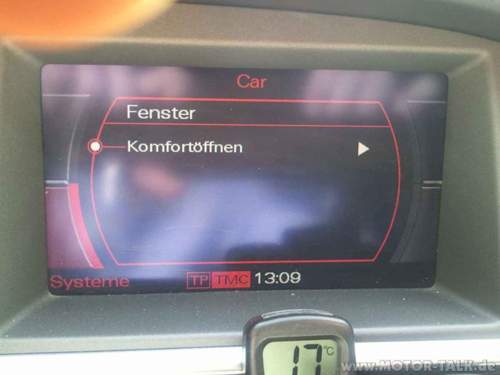 Car
Fenster
Komfortöffnen
Systeme
TP TMC 13:09
17°C
www.MOTOR-TALK.de